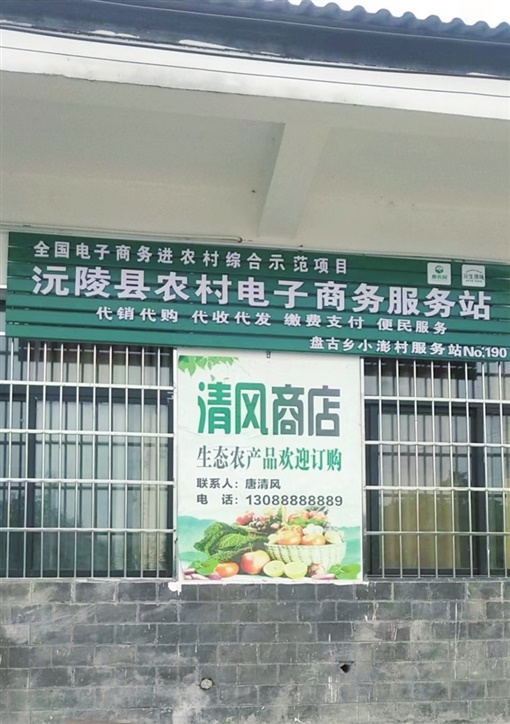 全国电子商务进农村综合示范项目
沅陵县农村电子商务服务站
代销代购 代收代发 缴费支付 便民服务
盘古乡小澎村服务站No.190
清风商店
生态农产品欢迎订购
联系人：唐清风
电 话：13088888889